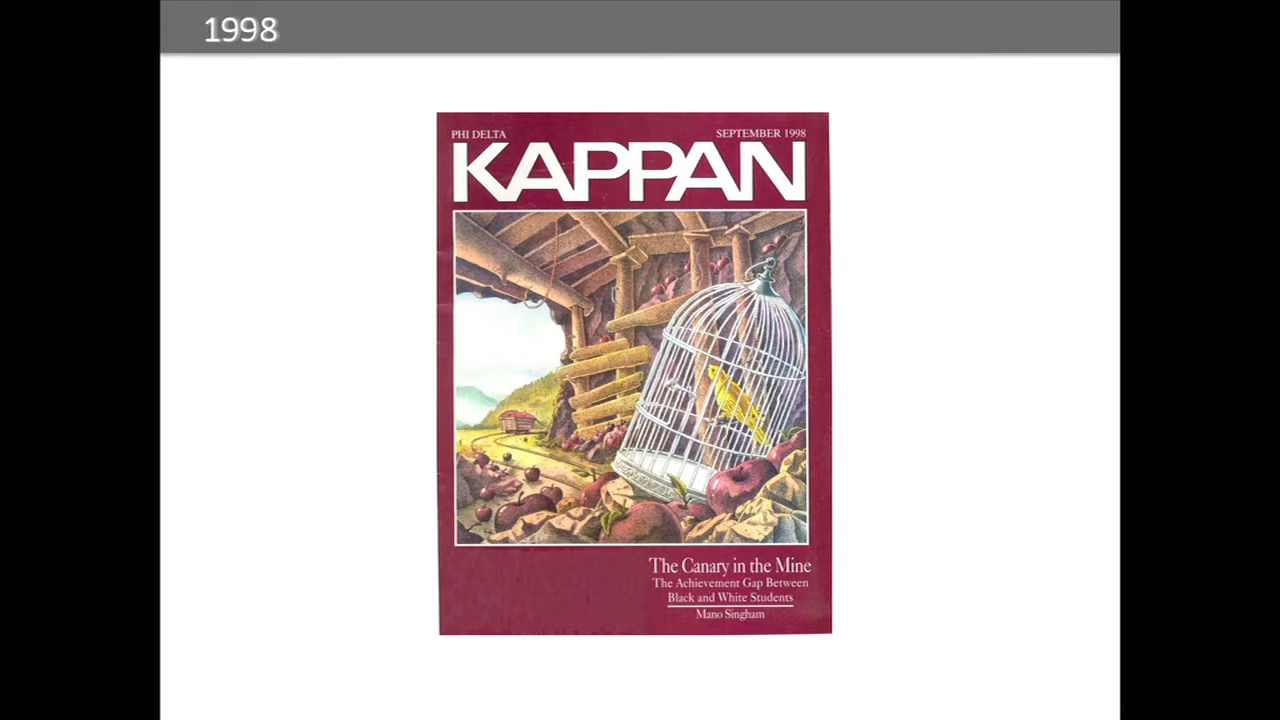 1998
PHI DELTA
SEPTEMBER 1998
KAPPAN
The Canary in the Mine
The Achievement Gap Between
Black and White Students
Mano Singham